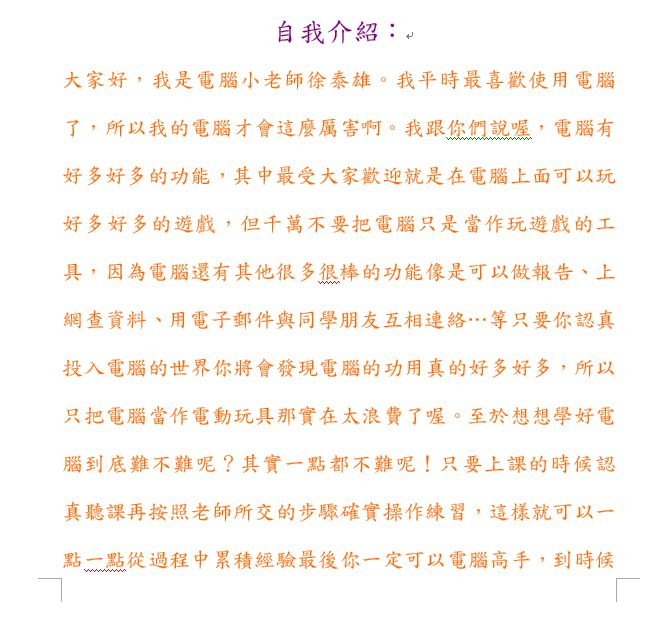 自我介紹：
大家好，我是電腦小老師徐泰雄。我平時最喜歡使用電腦
了，所以我的電腦才會這麼厲害啊。我跟你們說喔，電腦有
好多好多的功能，其中最受大家歡迎就是在電腦上面可以玩
好多好多的遊戲，但千萬不要把電腦只是當作玩遊戲的工
具，因為電腦還有其他很多很棒的功能像是可以做報告、上
網查資料、用電子郵件與同學朋友互相連絡…等只要你認真
投入電腦的世界你將會發現電腦的功用真的好多好多，所以
只把電腦當作電動玩具那實在太浪費了喔。至於想想學好電
腦到底難不難呢？其實一點都不難呢！只要上課的時候認
真聽課再按照老師所交的步驟確實操作練習，這樣就可以一
點一點從過程中累積經驗最後你一定可以電腦高手，到時候